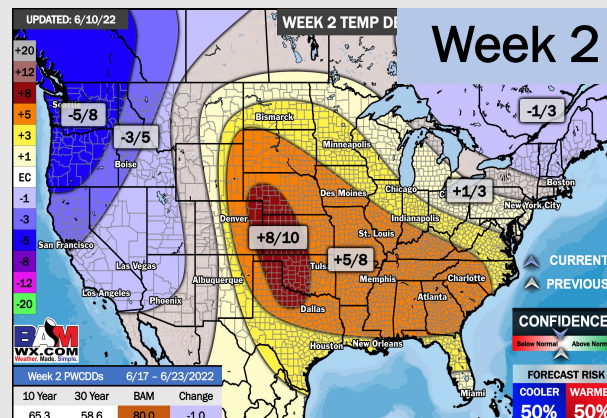 UPDATED: 6/10/22
WEEK 2 TEMP DE
Week 2
+20
+12
+8
+5
+3
+1
EC
-1
-3
-5
-8
-12
-20
-5/8
-3/5
-1/3
+1/3
+8/10
+5/8
Bismarck
Minneapolis
Boise
Des Moines
Chicago
Boston
New York City
Indianapolis
Denver
St. Louis
San Francisco
Las Vegas
Tuls
Memphis
Charlotte
Albuquerque
Los Angeles
Phoenix
Atlanta
Dallas
Houston
New Orleans
Miami
CURRENT
PREVIOUS
CONFIDENCE
Below Normal
Above Norm
FORECAST RISK
COOLER
WARME
50%
50%
BAM
WX.COM
Weather. Made. Simple.
Week 2 PWCDDs 6/17 – 6/23/2022
10 Year 30 Year BAM Change
65.3 58.6 80.0 -1.0